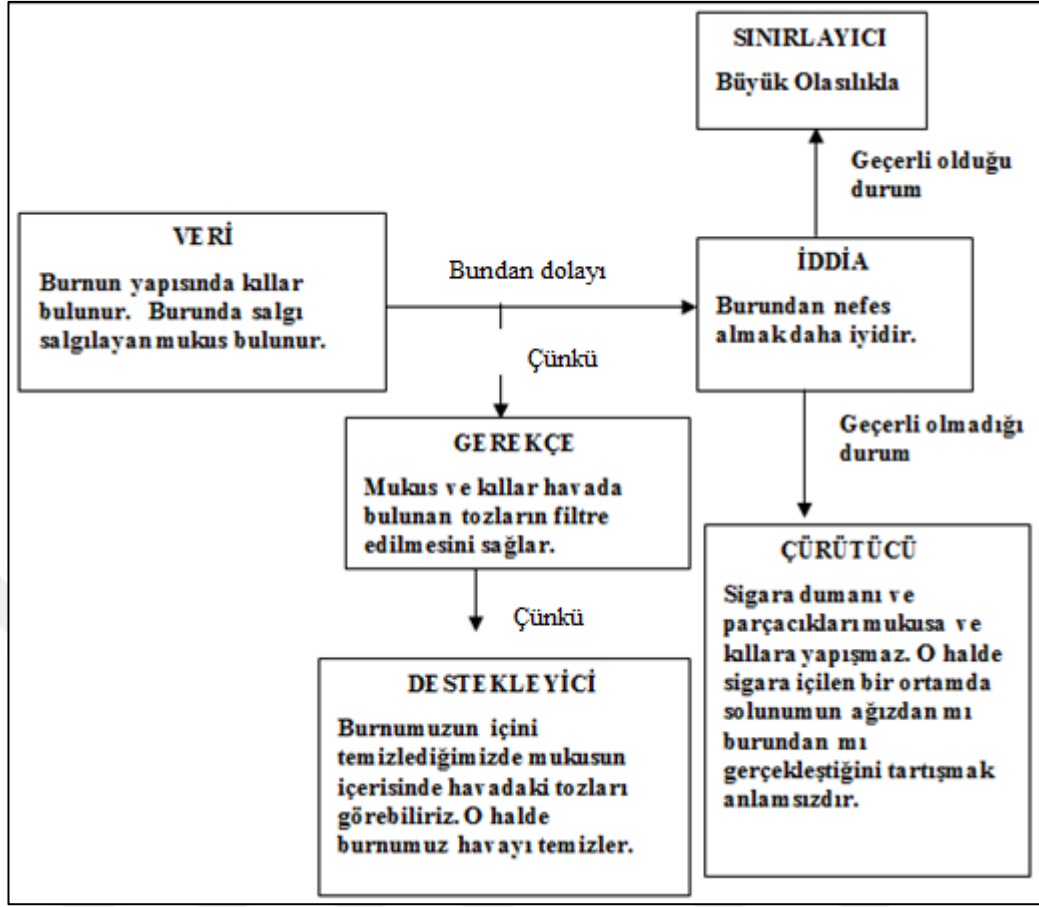 SINIRLAYICI
Büyük Olasılıkla
Geçerli olduğu
durum
VERİ
Burnun yapısında kıllar
bulunur. Burunda salgı
salgılayan mukus bulunur.
Bundan dolayı
İDDİA
Burundan nefes
almak daha iyidir.
Çünkü
Geçerli olmadığı
durum
GEREKÇE
Mukus ve kıllar havada
bulunan tozların filtre
edilmesini sağlar.
Çünkü
ÇÜRÜTÜCÜ
Sigara dumanı ve
parçacıkları mukusa ve
kıllara yapışmaz. O halde
sigara içilen bir ortamda
solunumun ağızdan mı
burundan mı
gerçekleştiğini tartışmak
anlamsızdır.
DESTEKLEYİCİ
Burnumuzun içini
temizlediğimizde mukusun
içerisinde havadaki tozları
görebiliriz. O halde
burnumuz havayı temizler.